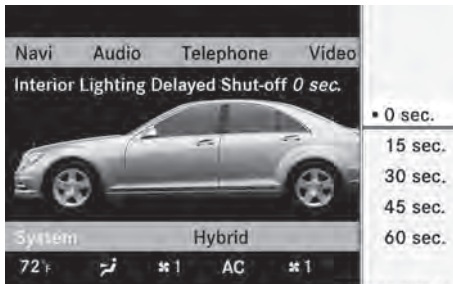 Navi Audio Telephone Video
Interior Lighting Delayed Shut-off 0 sec.
• 0 sec.
15 sec.
30 sec.
45 sec.
60 sec.
System Hybrid
72°F 1 AC 1